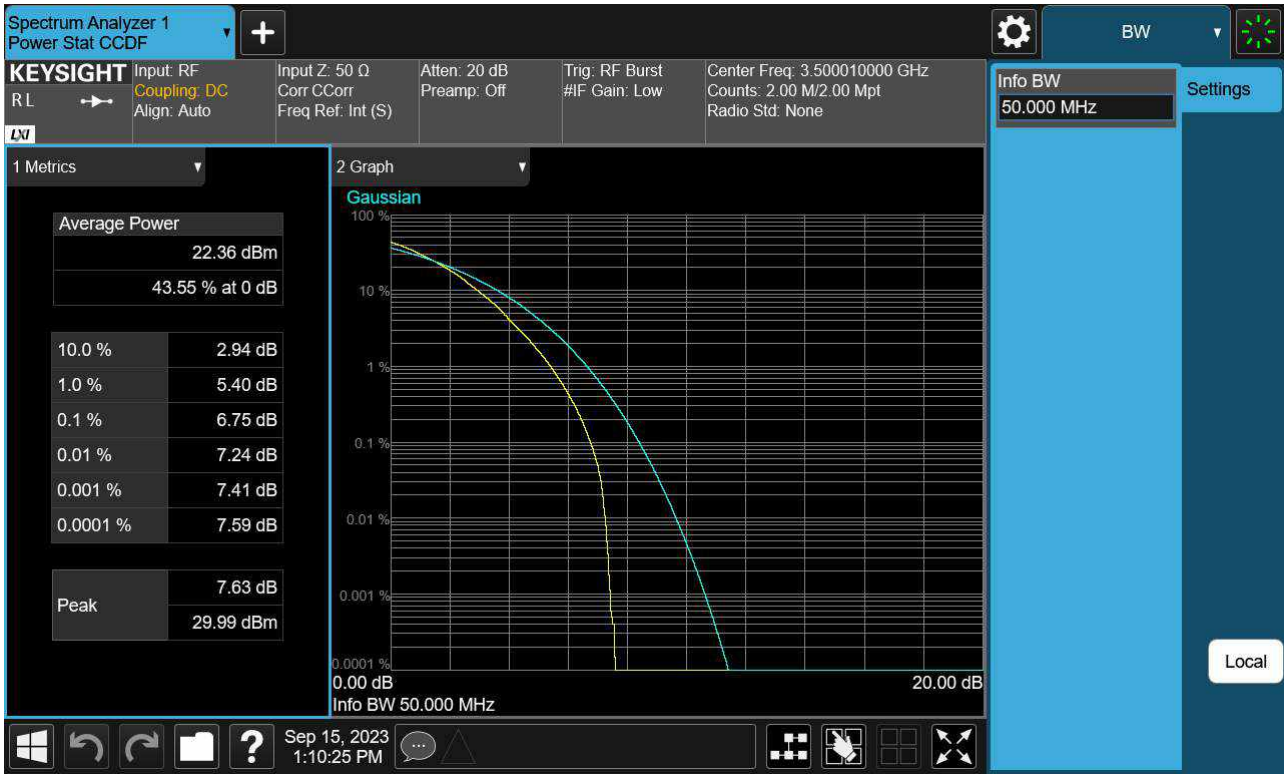 Spectrum Analyzer 1
Power Stat CCDF
+
BW
KEYSIGHT
RL
LXI
Input: RF
Coupling: DC
Align: Auto
Input Z: 50 Ω
Corr CCorr
Freq Ref: Int (S)
Atten: 20 dB
Preamp: Off
Trig: RF Burst
#IF Gain: Low
Center Freq: 3.500010000 GHz
Counts: 2.00 M/2.00 Mpt
Radio Std: None
Info BW
50.000 MHz
Settings
Local
1 Metrics
Average Power
22.36 dBm
43.55 % at 0 dB
10.0 % 2.94 dB
1.0 % 5.40 dB
0.1 % 6.75 dB
0.01 % 7.24 dB
0.001 % 7.41 dB
0.0001 % 7.59 dB
Peak
7.63 dB
29.99 dBm
2 Graph
Gaussian
100 %
10 %
1 %
0.1 %
0.01 %
0.001 %
0.0001 %
0.00 dB 20.00 dB
Info BW 50.000 MHz
?
Sep 15, 2023
1:10:25 PM